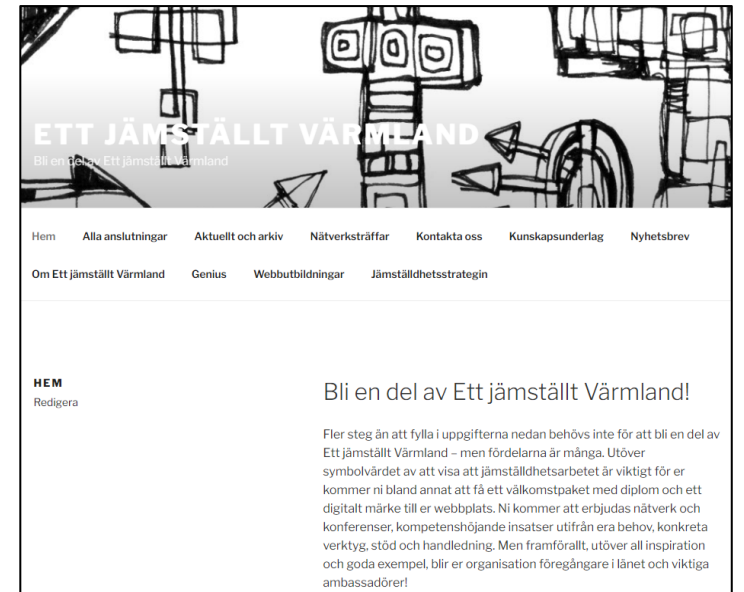 ETT JÄMSTÄLLT VÄRMLAND
Bli en del av Ett jämställt Värmland
Hem Alla anslutningar Aktuellt och arkiv Nätverksträffar Kontakta oss Kunskapsunderlag Nyhetsbrev
Om Ett jämställt Värmland Genius Webbutbildningar Jämställdhetsstrategin
HEM
Redigera
Bli en del av Ett jämställt Värmland!
Fler steg än att fylla i uppgifterna nedan behövs inte för att bli en del av
Ett jämställt Värmland – men fördelarna är många. Utöver
symbolvärdet av att visa att jämställdhetsarbetet är viktigt för er
kommer ni bland annat att få ett välkomstpaket med diplom och ett
digitalt märke till er webbplats. Ni kommer att erbjudas nätverk och
konferenser, kompetenshöjande insatser utifrån era behov, konkreta
verktyg, stöd och handledning. Men framförallt, utöver all inspiration
och goda exempel, blir er organisation föregångare i länet och viktiga
ambassadörer!